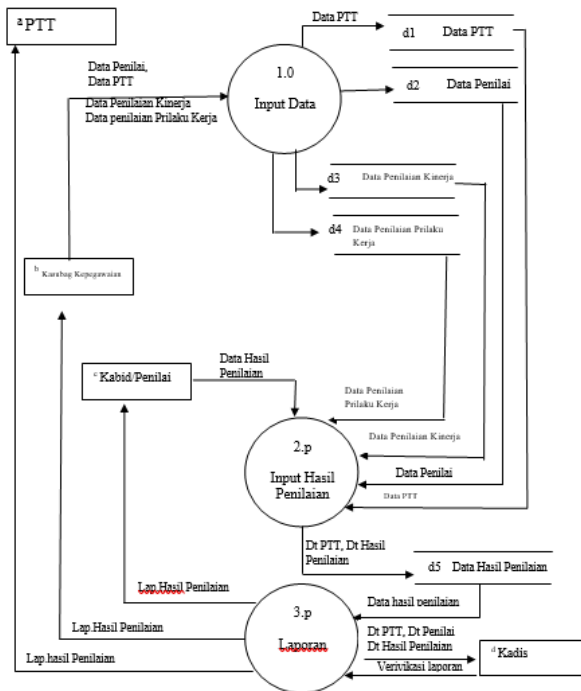 a PTT
Data PTT
d1 Data PTT
1.0
Input Data
d2 Data Penilai
Data Penilai,
Data PTT
Data Penilaian Kinerja
Data penilaian Prilaku Kerja
d3 Data Penilaian Kinerja
d4 Data Penilaian Prilaku
Kerja
Kasubag Kepegawaian
c Kabid/Penilai
Data Hasil
Penilaian
Data Penilaian
Prilaku Kerja
2.p
Input Hasil
Penilaian
Data Penilaian Kinerja
Data Penilai
Data PTT
Dt PTT, Dt Hasil
Penilaian
d5 Data Hasil Penilaian
Lap.Hasil Penilaian
Data hasil penilaian
3.p
Laporan
Lap.Hasil Penilaian
Dt PTT, Dt Penilai
Dt Hasil Penilaian
d Kadis
Lap.hasil Penilaian
Verivikasi laporan